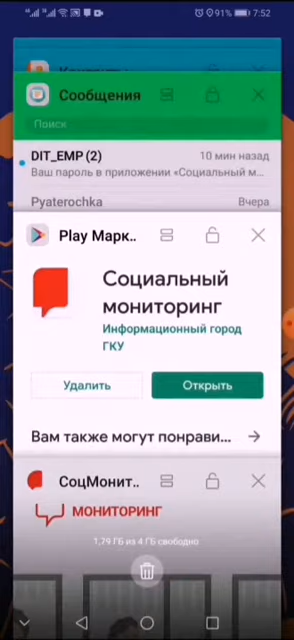 91% 7:52
Контакты
Сообщения
Поиск
DIT_EMP (2) 10 мин назад
Ваш пароль в приложении «Социальный м...
Pyaterochka Вчера
Play Марк..
Социальный
мониторинг
Информационный город
ГКУ
Удалить Открыть
Вам также могут понрави...
СоцМонит..
МОНИТОРИНГ
1,79 ГБ из 4 ГБ свободно